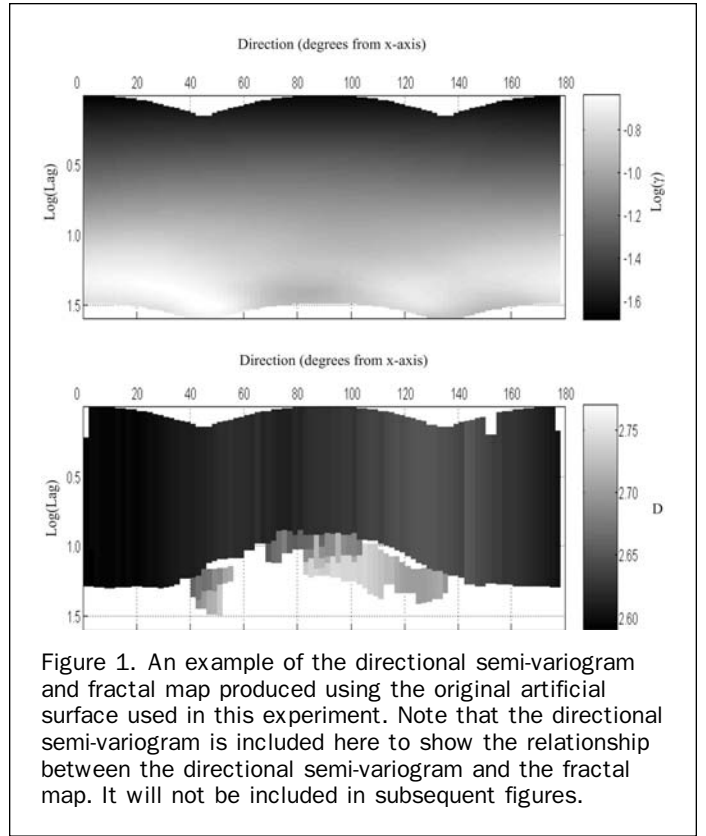 Direction (degrees from x-axis)
0 20 40 60 80 100 120 140 160 180
Log(Lag)
0.5
1.0
1.5
-0.8
-1.0
-1.2
-1.4
-1.6
Log(γ)
Direction (degrees from x-axis)
0 20 40 60 80 100 120 140 160 180
Log(Lag)
0.5
1.0
1.5
2.75
2.70
2.65
2.60
D
Figure 1. An example of the directional semi-variogram
and fractal map produced using the original artificial
surface used in this experiment. Note that the directional
semi-variogram is included here to show the relationship
between the directional semi-variogram and the fractal
map. It will not be included in subsequent figures.